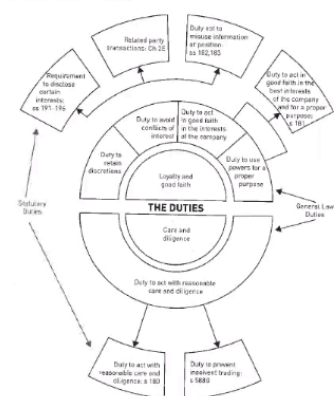 Related party
transactions: Ch 2E
Duty not to
misuse information
or position:
ss 182,183
Requirement
to disclose
certain
interests:
ss 191-195
Duty to act in
good faith in the
best interests
of the company
and for a proper
purpose:
s 181
Duty to avoid
conflicts of
interest
Duty to act
in good faith
in the interests
of the company
Duty to
retain
discretions
Duty to use
powers for a
proper
purpose
Loyalty and
good faith
Statutory
Duties
THE DUTIES
General Law
Duties
Care and
diligence
Duty to act with reasonable
care and diligence
Duty to act with
reasonable care and
diligence: s 180
Duty to prevent
insolvent trading:
s 588G